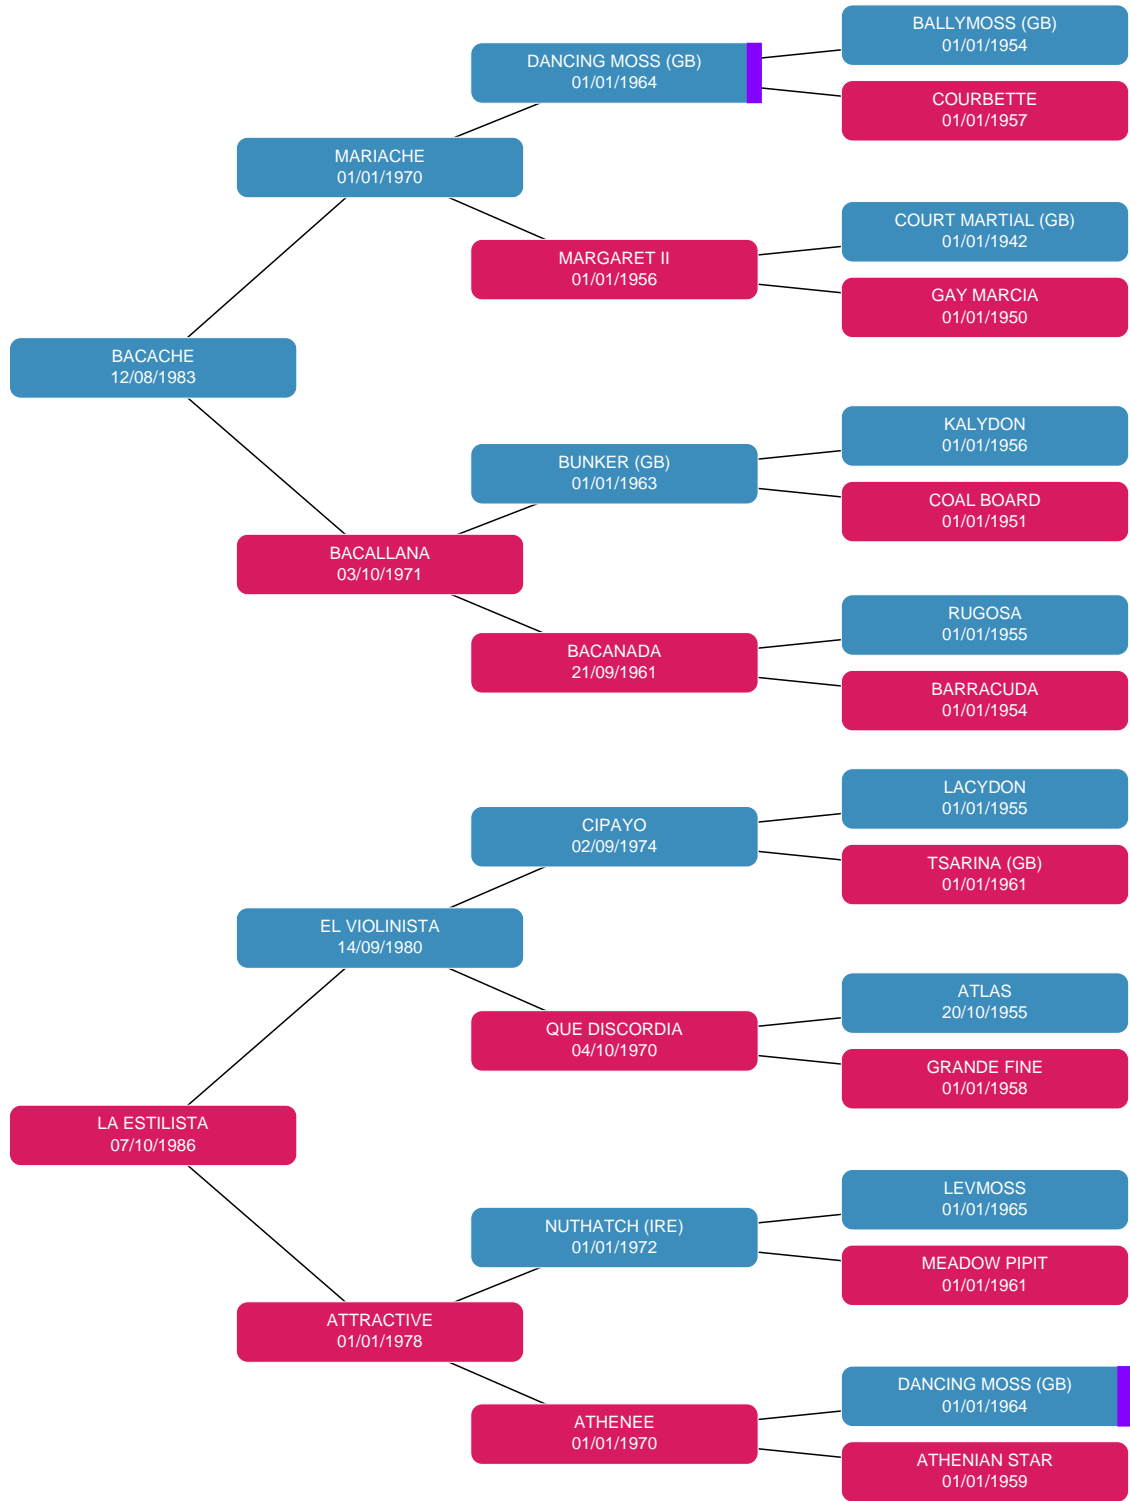 BALLYMOSS (GB)
01/01/1954
DANCING MOSS (GB)
01/01/1964
COURBETTE
01/01/1957
MARIACHE
01/01/1970
COURT MARTIAL (GB)
01/01/1942
MARGARET II
01/01/1956
GAY MARCIA
01/01/1950
BACACHE
12/08/1983
KALYDON
01/01/1956
BUNKER (GB)
01/01/1963
COAL BOARD
01/01/1951
BACALLANA
03/10/1971
RUGOSA
01/01/1955
BACANADA
21/09/1961
BARRACUDA
01/01/1954
LACYDON
01/01/1955
CIPAYO
02/09/1974
TSARINA (GB)
01/01/1961
EL VIOLINISTA
14/09/1980
ATLAS
20/10/1955
QUE DISCORDIA
04/10/1970
GRANDE FINE
01/01/1958
LA ESTILISTA
07/10/1986
LEVMOSS
01/01/1965
NUTHATCH (IRE)
01/01/1972
MEADOW PIPIT
01/01/1961
ATTRACTIVE
01/01/1978
DANCING MOSS (GB)
01/01/1964
ATHENEE
01/01/1970
ATHENIAN STAR
01/01/1959